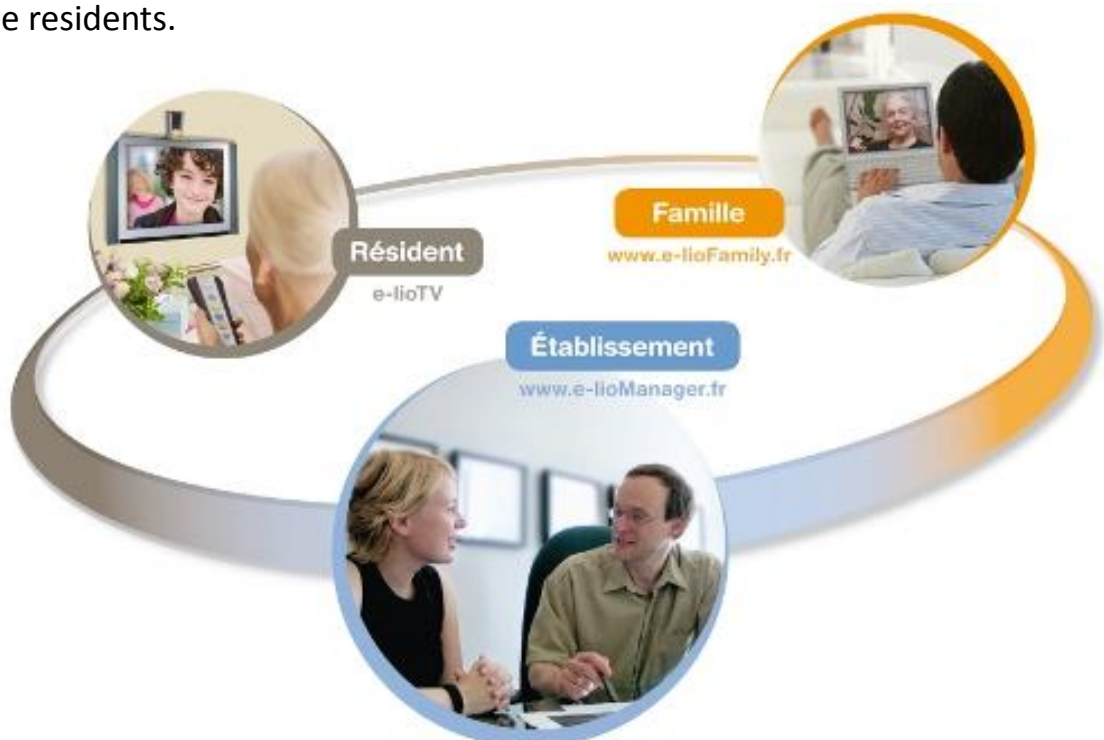 e residents.
Famille
www.e-lioFamily.fr
Résident
e-lioTV
Établissement
www.e-lioManager.fr